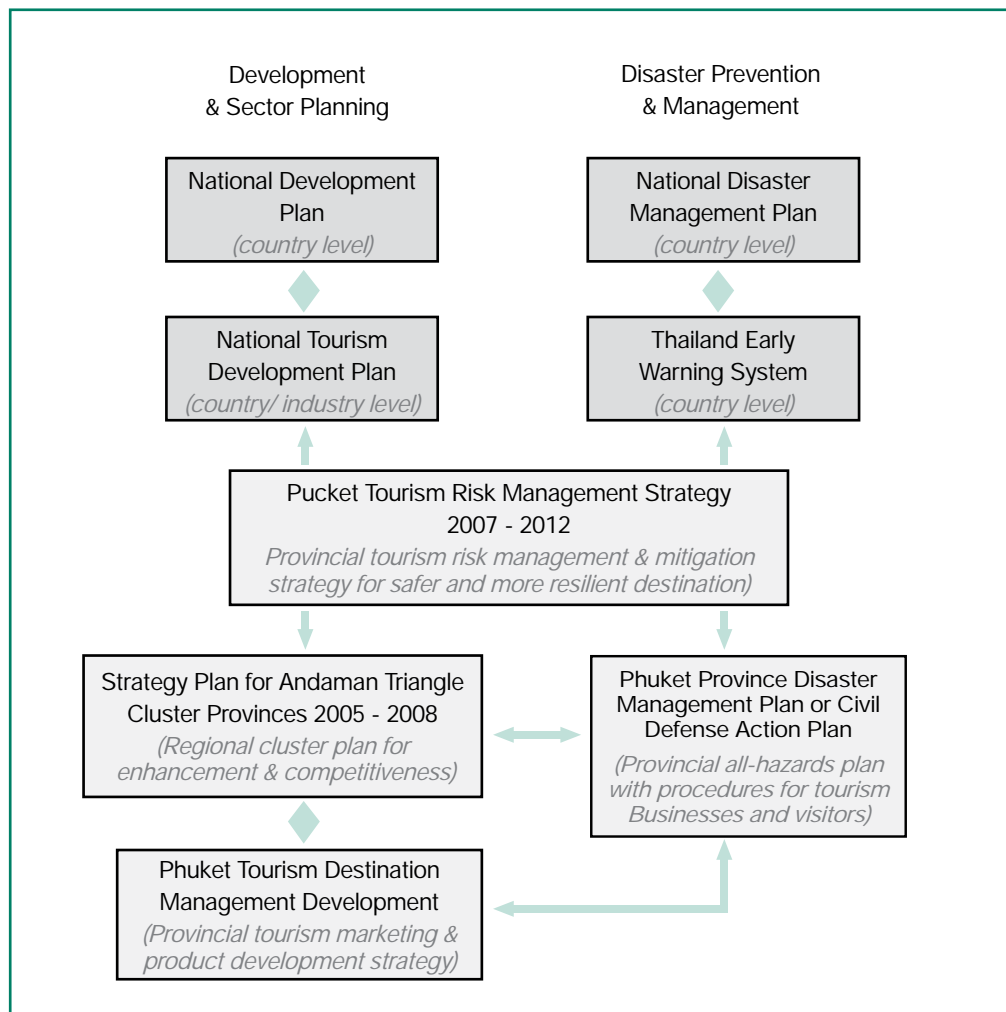 Development
& Sector Planning
Disaster Prevention
& Management
National Development
Plan
(country level)
National Disaster
Management Plan
(country level)
National Tourism
Development Plan
(country/ industry level)
Thailand Early
Warning System
(country level)
Pucket Tourism Risk Management Strategy
2007 - 2012
Provincial tourism risk management & mitigation
strategy for safer and more resilient destination)
Strategy Plan for Andaman Triangle
Cluster Provinces 2005 - 2008
(Regional cluster plan for
enhancement & competitiveness)
Phuket Province Disaster
Management Plan or Civil
Defense Action Plan
(Provincial all-hazards plan
with procedures for tourism
Businesses and visitors)
Phuket Tourism Destination
Management Development
(Provincial tourism marketing &
product development strategy)